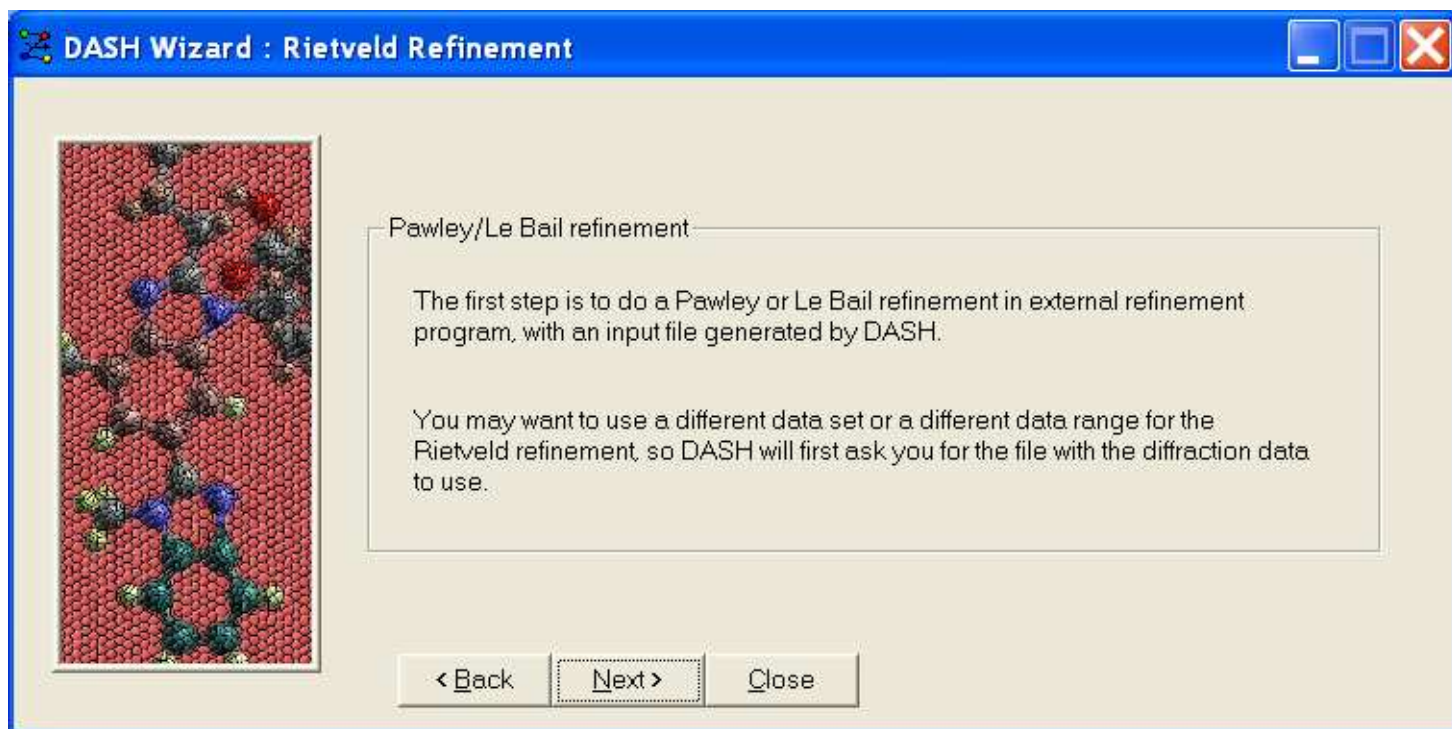 DASH Wizard : Rietveld Refinement
Pawley/Le Bail refinement
The first step is to do a Pawley or Le Bail refinement in external refinement
program, with an input file generated by DASH.
You may want to use a different data set or a different data range for the
Rietveld refinement, so DASH will first ask you for the file with the diffraction data
to use.
< Back Next > Close